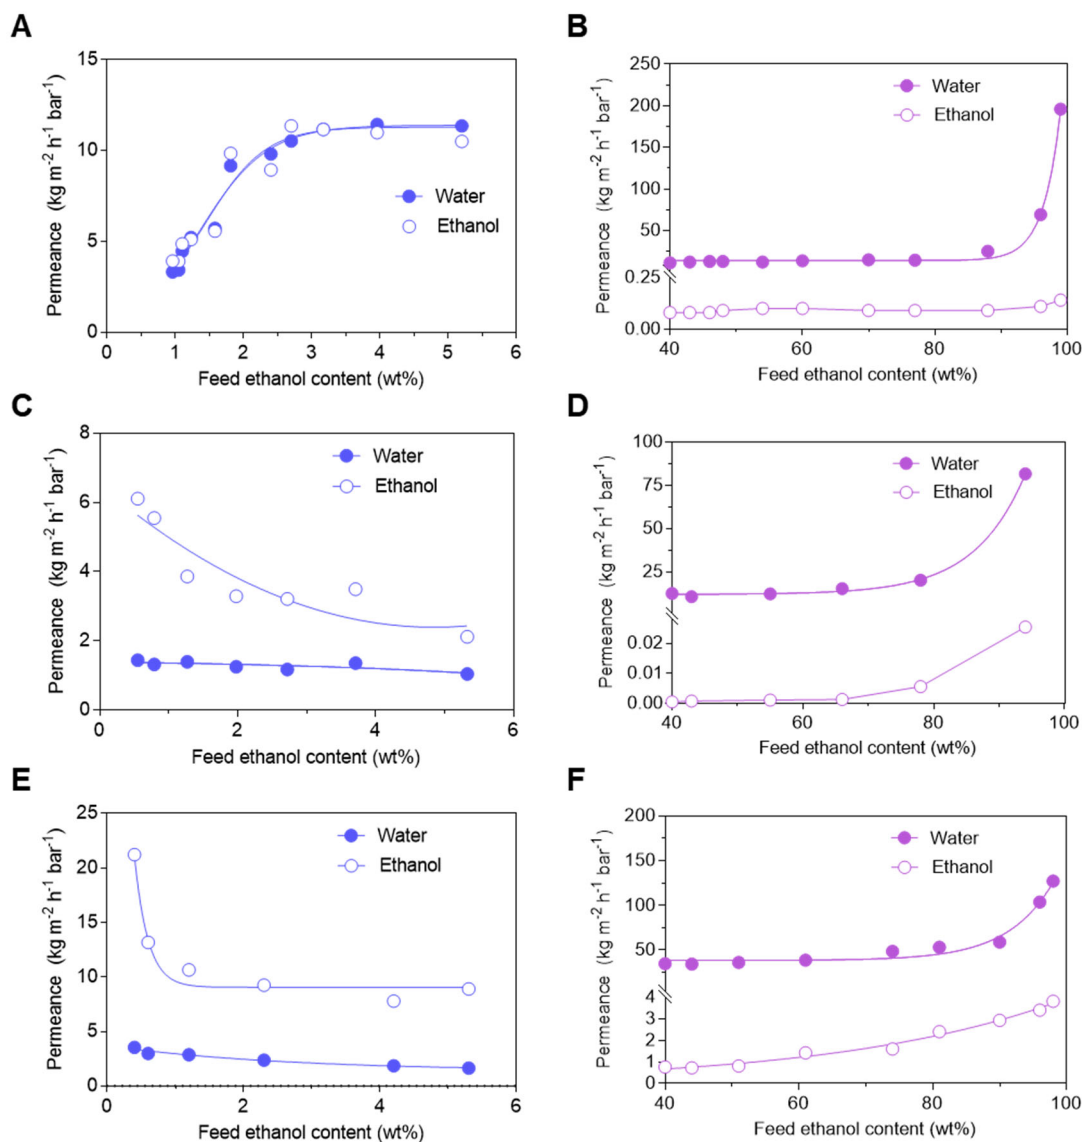 A
Permeance (kg m⁻² h⁻¹ bar⁻¹)
15
10
5
0
Water
Ethanol
0 1 2 3 4 5 6
Feed ethanol content (wt%)
B
Permeance (kg m⁻² h⁻¹ bar⁻¹)
250
200
150
100
50
0.25
0.00
Water
Ethanol
40 60 80 100
Feed ethanol content (wt%)
C
Permeance (kg m⁻² h⁻¹ bar⁻¹)
8
6
4
2
0
Water
Ethanol
0 2 4 6
Feed ethanol content (wt%)
D
Permeance (kg m⁻² h⁻¹ bar⁻¹)
100
75
50
25
0.02
0.01
0.00
Water
Ethanol
40 60 80 100
Feed ethanol content (wt%)
E
Permeance (kg m⁻² h⁻¹ bar⁻¹)
25
20
15
10
5
0
Water
Ethanol
0 2 4 6
Feed ethanol content (wt%)
F
Permeance (kg m⁻² h⁻¹ bar⁻¹)
200
150
100
50
4
3
2
1
0
Water
Ethanol
40 60 80 100
Feed ethanol content (wt%)